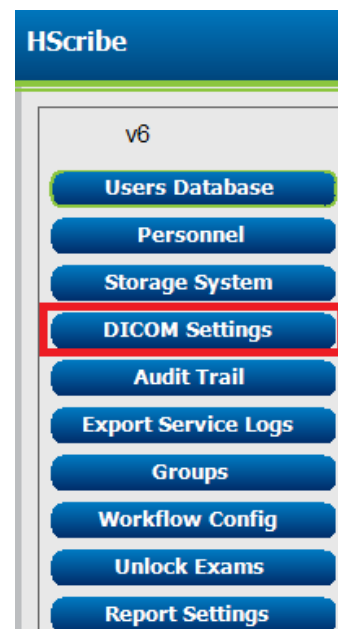 HScribe
v6
Users Database
Personnel
Storage System
DICOM Settings
Audit Trail
Export Service Logs
Groups
Workflow Config
Unlock Exams
Report Settings